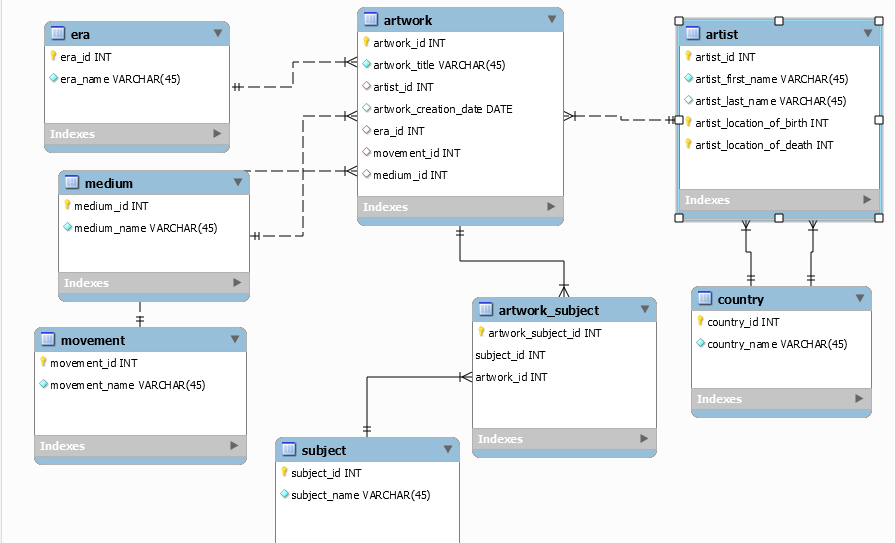 era
era_id INT
era_name VARCHAR(45)
Indexes
artwork
artwork_id INT
artwork_title VARCHAR(45)
artist_id INT
artwork_creation_date DATE
era_id INT
movement_id INT
medium_id INT
Indexes
artist
artist_id INT
artist_first_name VARCHAR(45)
artist_last_name VARCHAR(45)
artist_location_of_birth INT
artist_location_of_death INT
Indexes
medium
medium_id INT
medium_name VARCHAR(45)
Indexes
movement
movement_id INT
movement_name VARCHAR(45)
Indexes
artwork_subject
artwork_subject_id INT
subject_id INT
artwork_id INT
Indexes
country
country_id INT
country_name VARCHAR(45)
Indexes
subject
subject_id INT
subject_name VARCHAR(45)